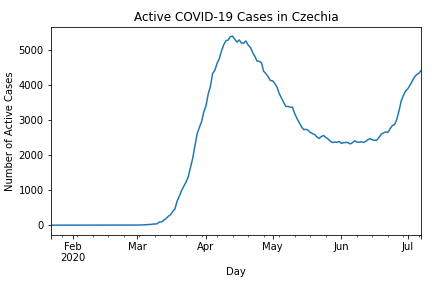 Active COVID-19 Cases in Czechia
Number of Active Cases
5000
4000
3000
2000
1000
0
Feb
2020
Mar
Apr
May
Jun
Jul
Day